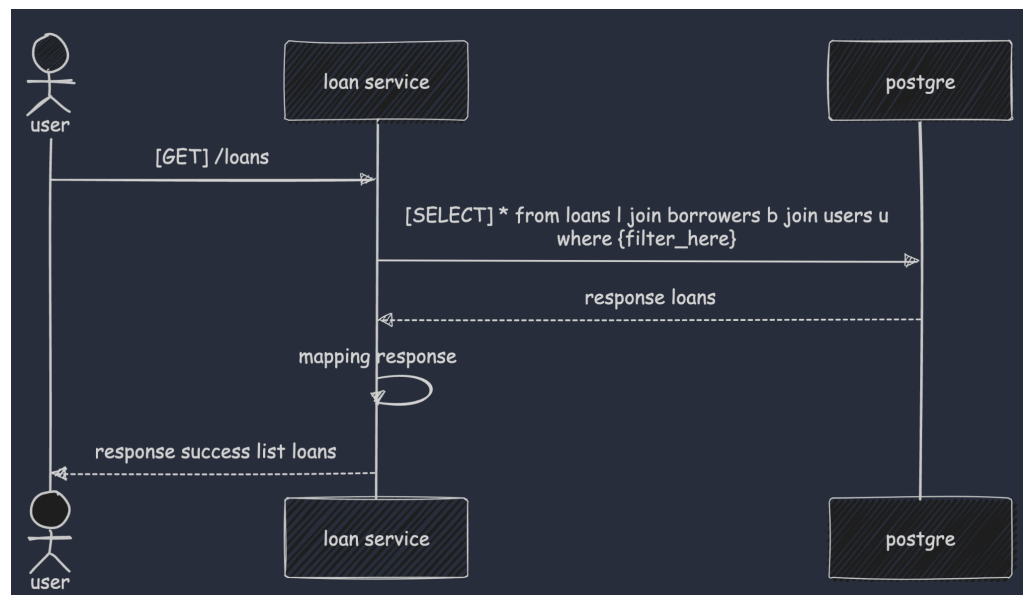 user
loan service
postgre
[GET] /loans
[SELECT] * from loans l join borrowers b join users u
where {filter_here}
response loans
mapping response
response success list loans
user
loan service
postgre